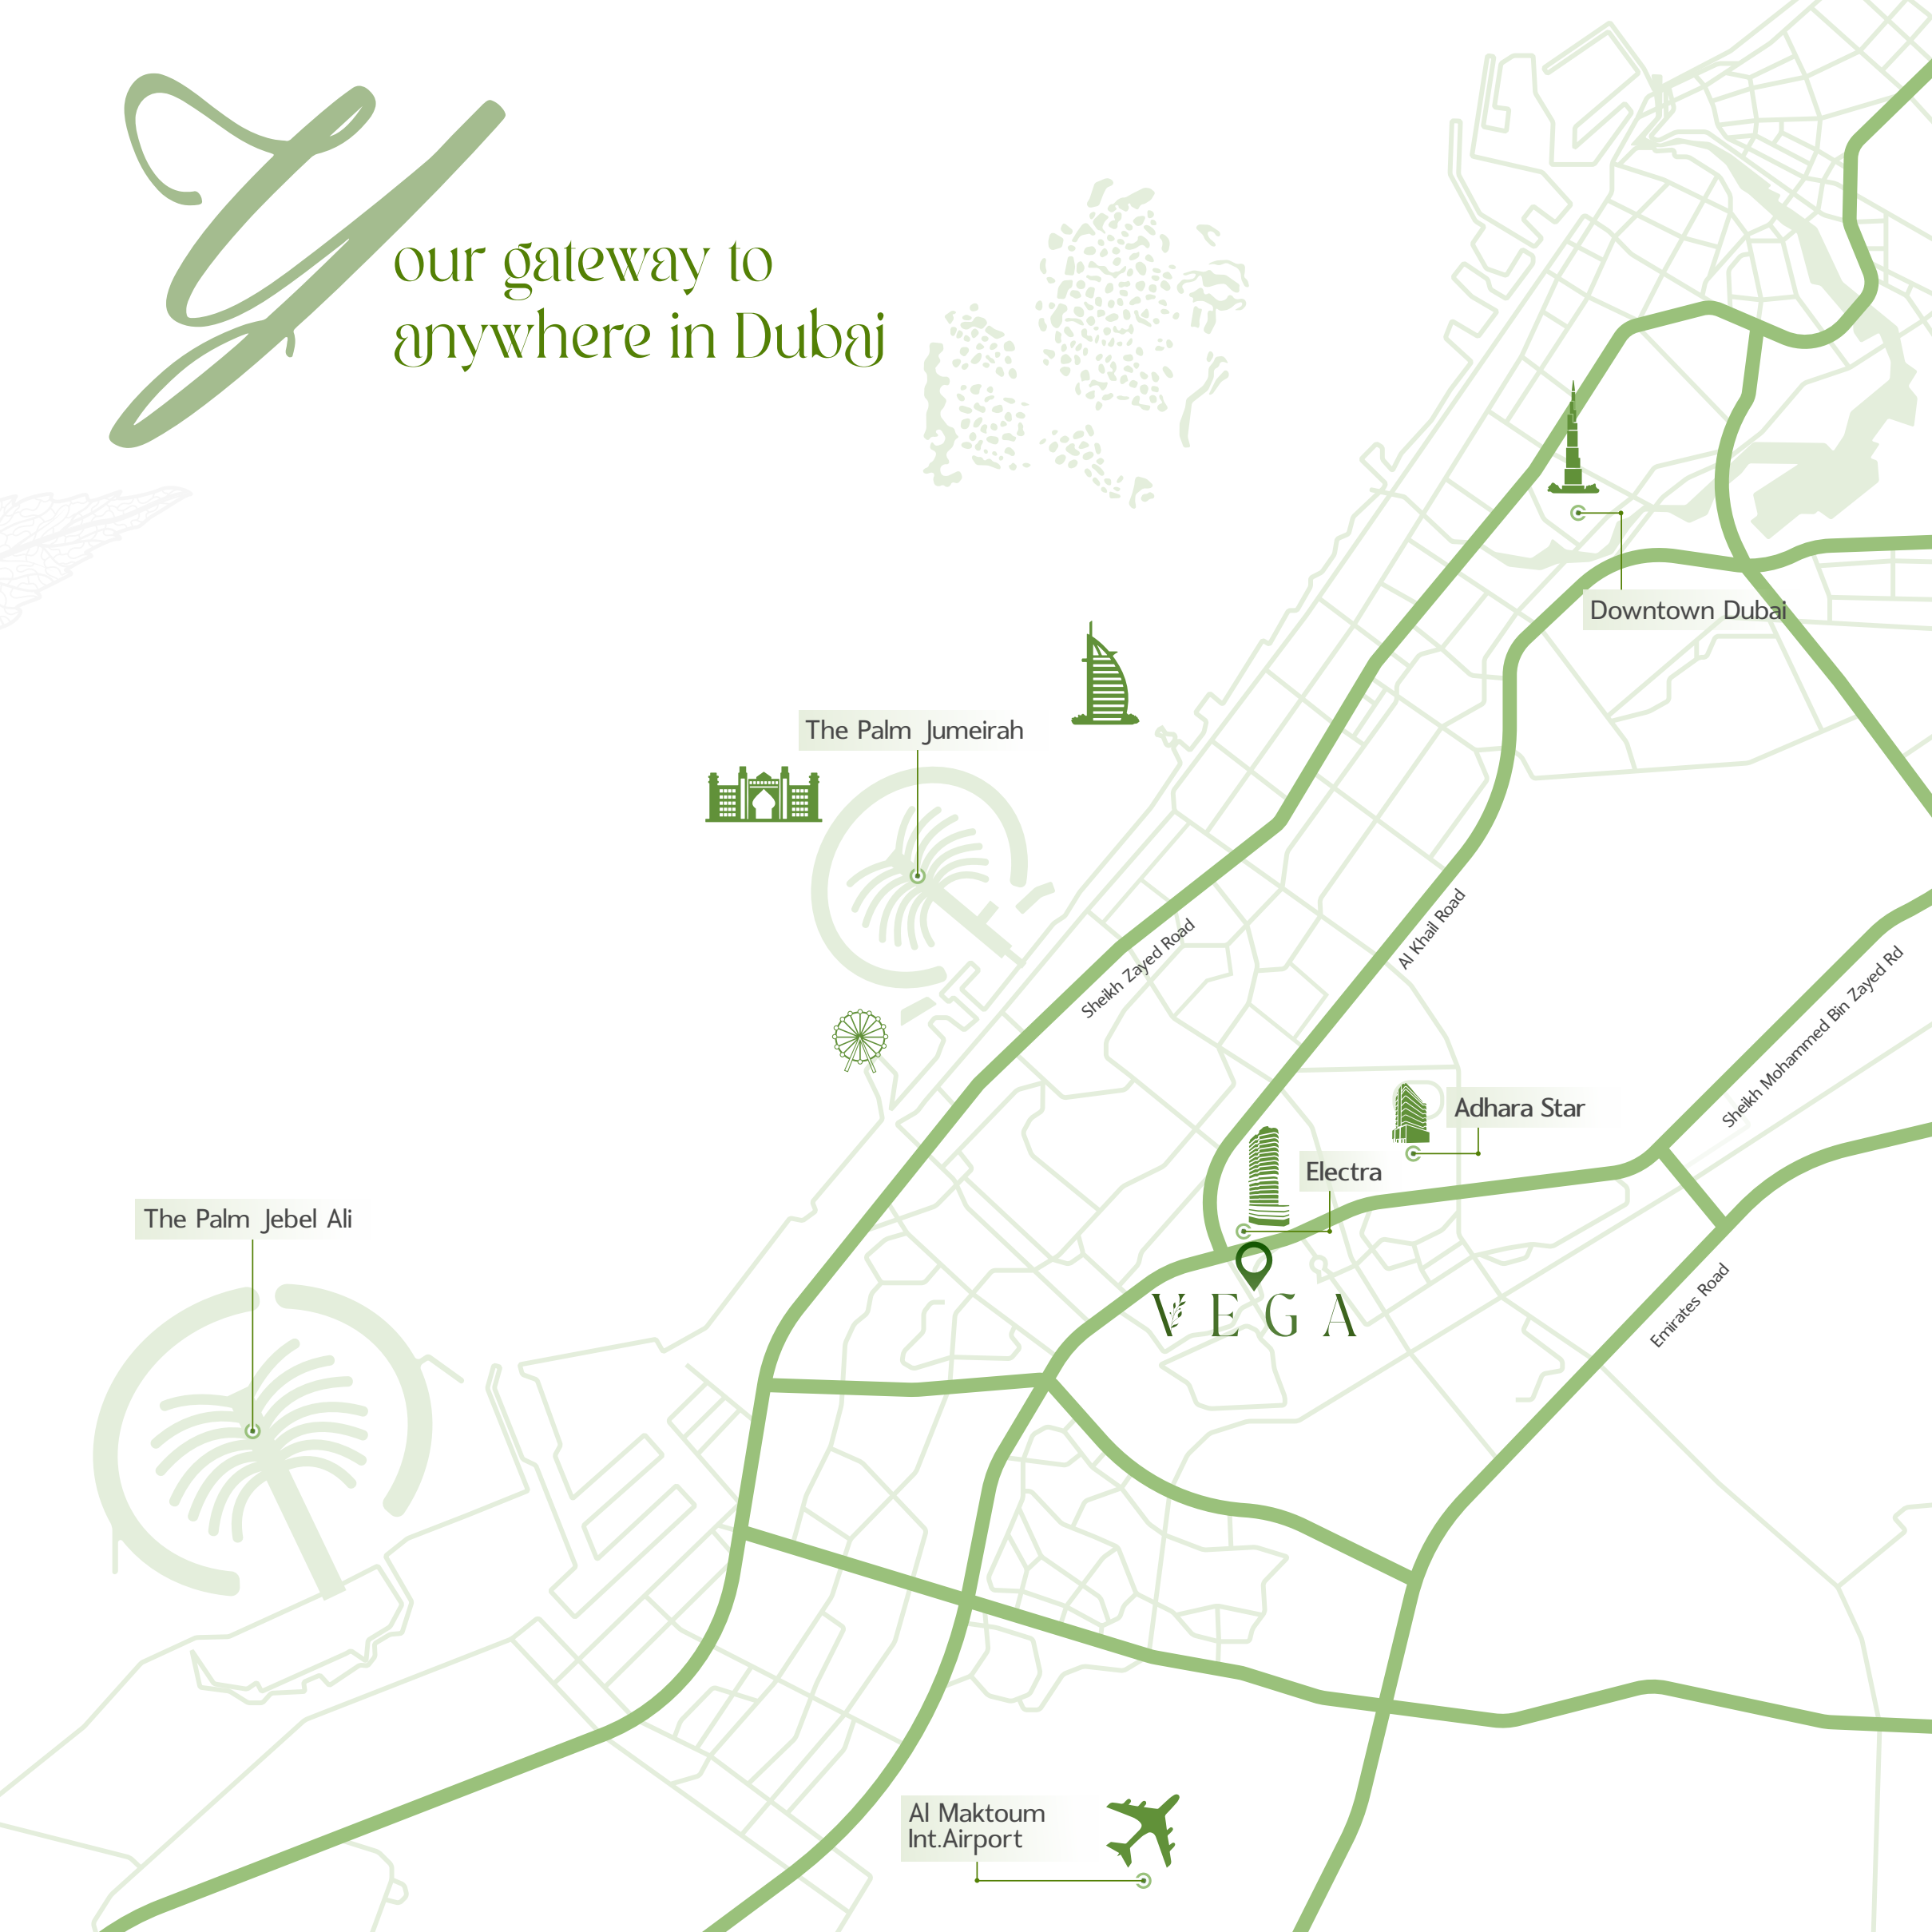 Your gateway to
anywhere in Dubai
Downtown Dubai
The Palm Jumeirah
Sheikh Zayed Road
Al Khail Road
Sheikh Mohammed Bin Zayed Rd
Adhara Star
Electra
The Palm Jebel Ali
VEGA
Emirates Road
Al Maktoum
Int.Airport